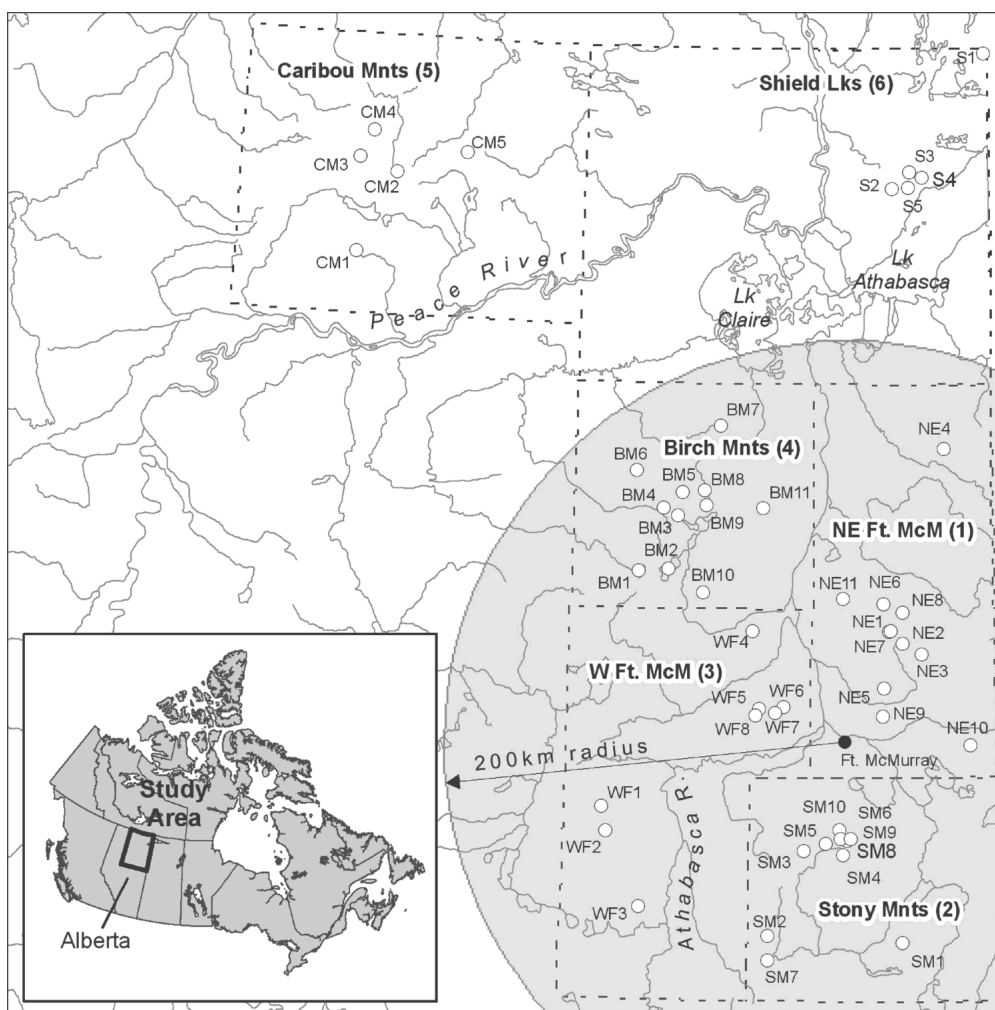 Caribou Mnts (5)
Shield Lks (6)
S1
CM4
CM3
CM5
CM2
S3
S4
S2
S5
CM1
Peace River
Lk
Athabasca
Lk
Claire
BM7
NE4
Birch Mnts (4)
BM6
BM5
BM8
BM4
BM11
BM3
BM9
NE Ft. McM (1)
BM2
BM1
BM10
NE11
NE6
NE8
NE1
NE2
WF4
NE7
NE3
W Ft. McM (3)
WF5
WF6
NE5
WF8
WF7
NE9
NE10
200km radius
Ft. McMurray
Athabasca R.
WF1
WF2
WF3
SM10
SM6
SM5
SM9
SM8
SM3
SM4
Stony Mnts (2)
SM2
SM7
SM1
Study
Area
Alberta